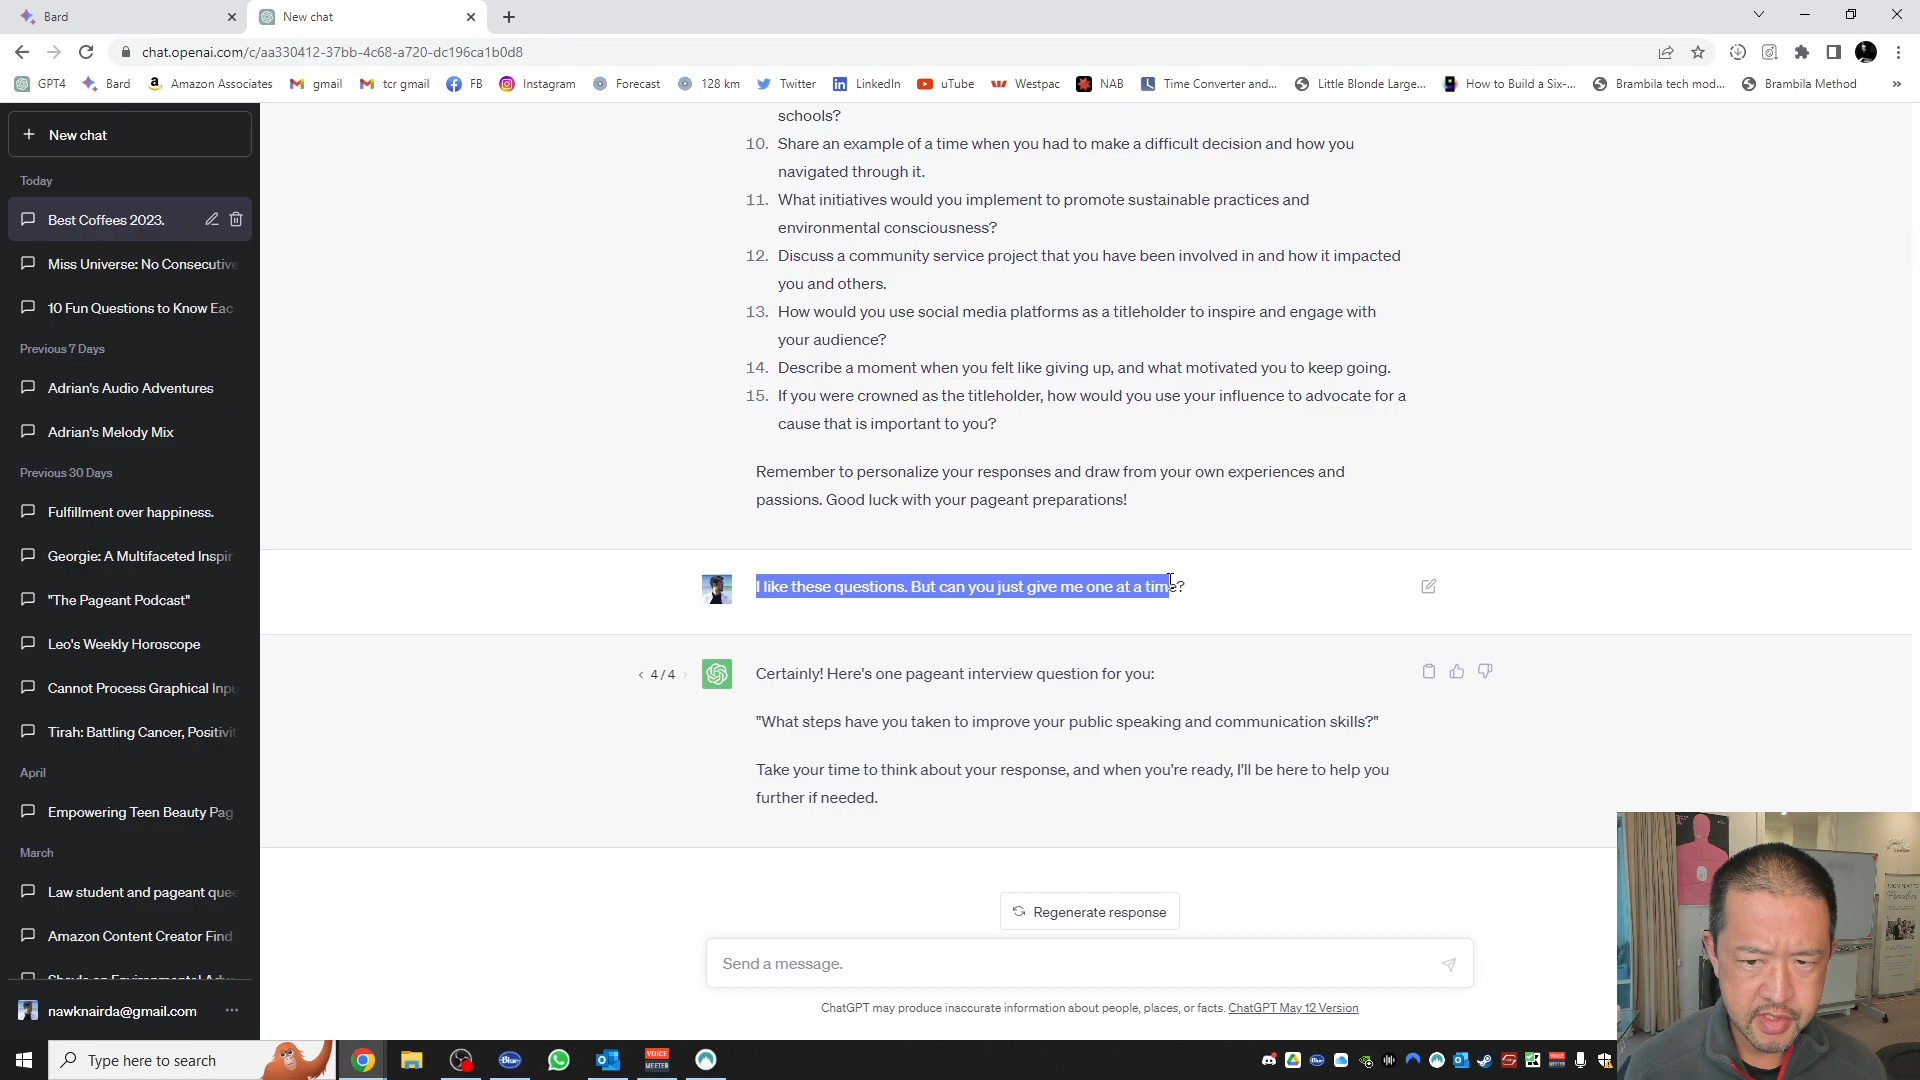 Bard
New chat
chat.openai.com/c/aa330412-37bb-4c68-a720-dc196ca1b0d8
GPT4
Bard
Amazon Associates
gmail
tcr gmail
FB
Instagram
Forecast
128 km
Twitter
LinkedIn
uTube
Westpac
NAB
Time Converter and...
Little Blonde Large...
How to Build a Six-...
Brambila tech mod...
Brambila Method
New chat
Today
Best Coffees 2023.
Miss Universe: No Consecutive
10 Fun Questions to Know Eac
Previous 7 Days
Adrian's Audio Adventures
Adrian's Melody Mix
Previous 30 Days
Fulfillment over happiness.
Georgie: A Multifaceted Inspir
"The Pageant Podcast"
Leo's Weekly Horoscope
Cannot Process Graphical Inpu
Tirah: Battling Cancer, Positivit
April
Empowering Teen Beauty Pag
March
Law student and pageant quee
Amazon Content Creator Find
nawknairda@gmail.com
schools?
10. Share an example of a time when you had to make a difficult decision and how you
navigated through it.
11. What initiatives would you implement to promote sustainable practices and
environmental consciousness?
12. Discuss a community service project that you have been involved in and how it impacted
you and others.
13. How would you use social media platforms as a titleholder to inspire and engage with
your audience?
14. Describe a moment when you felt like giving up, and what motivated you to keep going.
15. If you were crowned as the titleholder, how would you use your influence to advocate for a
cause that is important to you?
Remember to personalize your responses and draw from your own experiences and
passions. Good luck with your pageant preparations!
I like these questions. But can you just give me one at a time?
4 / 4
Certainly! Here's one pageant interview question for you:
"What steps have you taken to improve your public speaking and communication skills?"
Take your time to think about your response, and when you're ready, I'll be here to help you
further if needed.
Regenerate response
Send a message.
ChatGPT may produce inaccurate information about people, places, or facts. ChatGPT May 12 Version
Type here to search
Blue
VOICE
MEETER